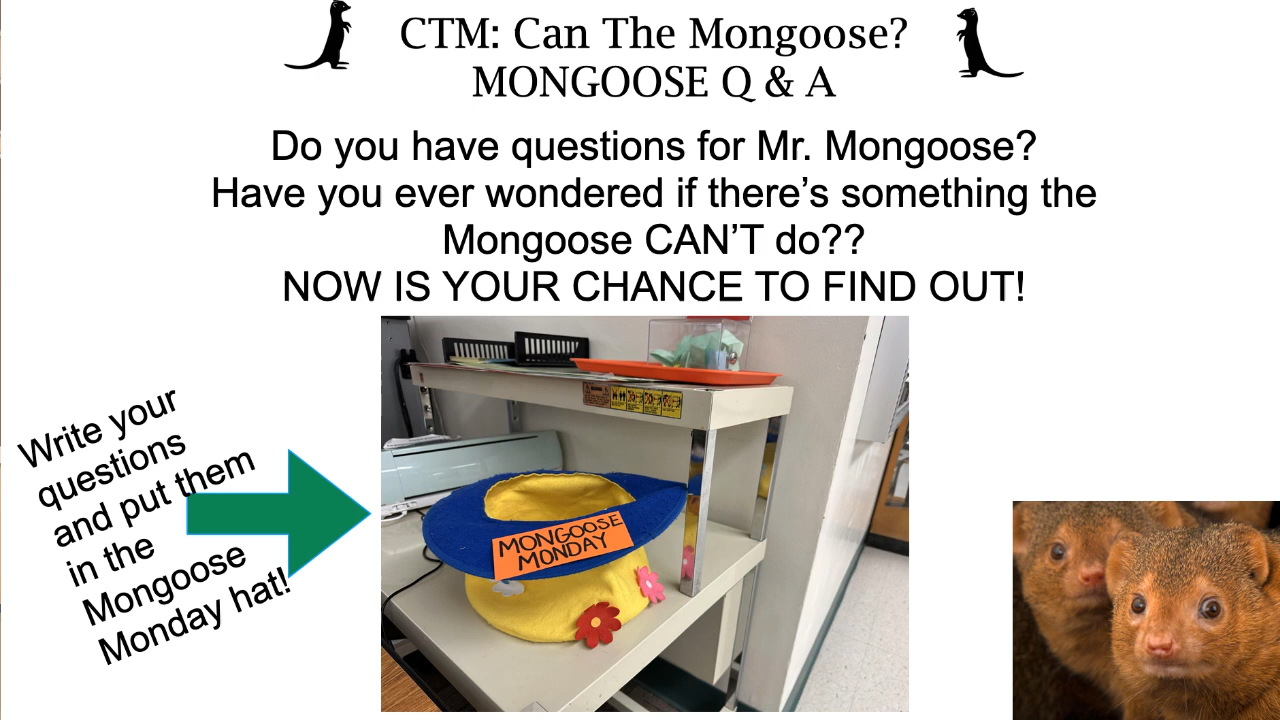 CTM: Can The Mongoose?
MONGOOSE Q & A
Do you have questions for Mr. Mongoose?
Have you ever wondered if there’s something the
Mongoose CAN’T do??
NOW IS YOUR CHANCE TO FIND OUT!
Write your
questions
and put them
in the
Mongoose
Monday hat!
MONGOOSE
MONDAY